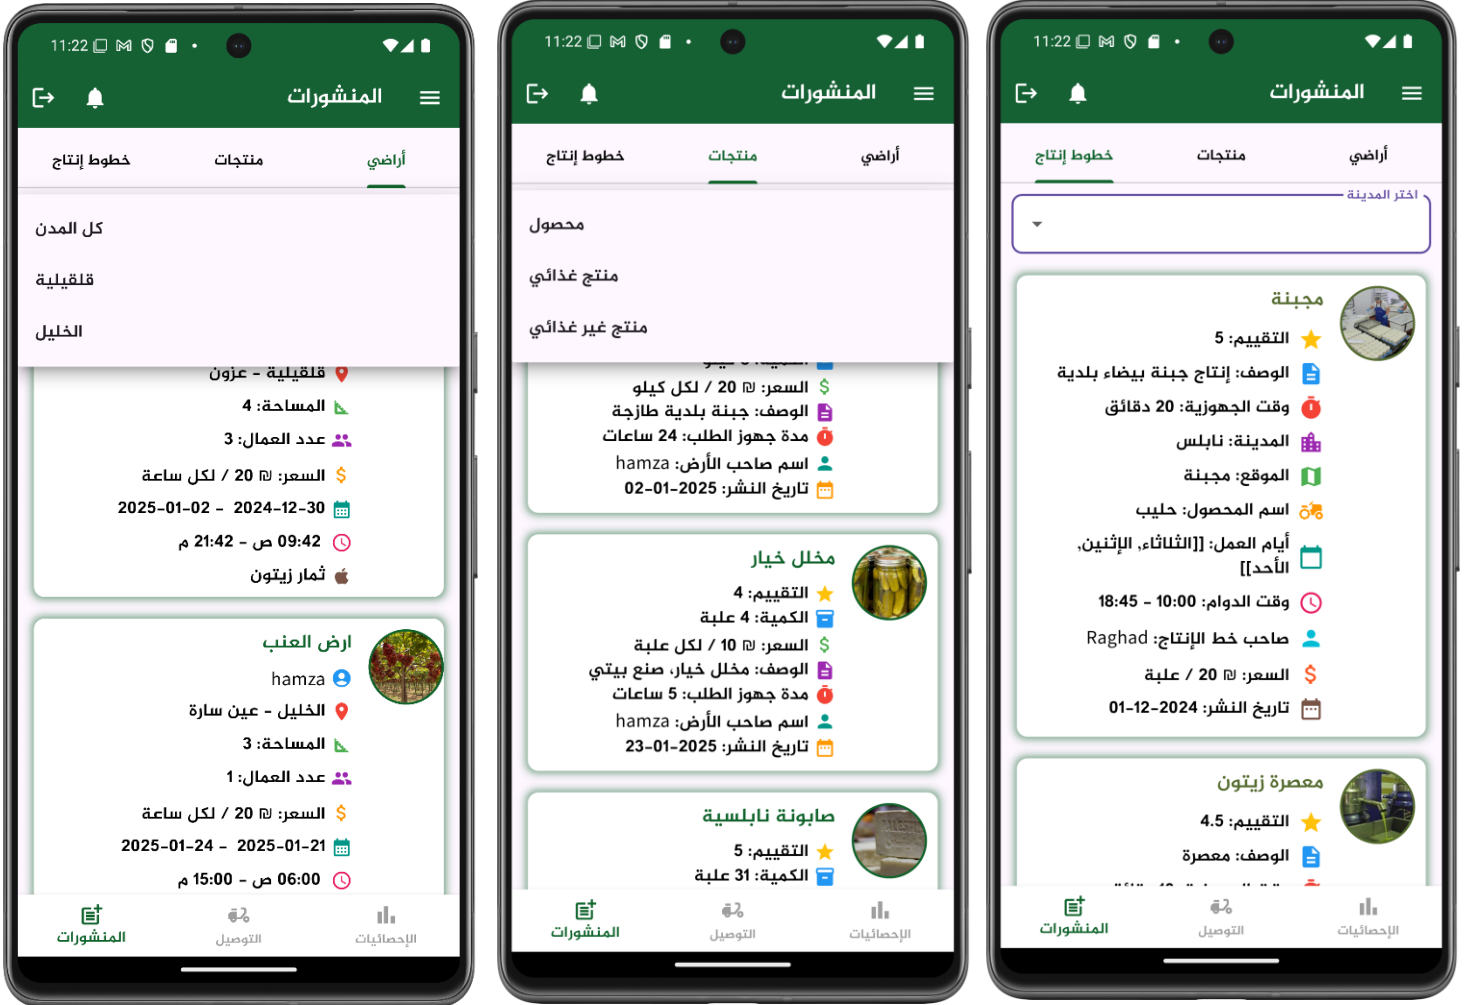 11:22
المنشورات
أراضي
منتجات
خطوط إنتاج
كل المدن
قلقيلية
الخليل
قلقيلية - عزون
المساحة: 4
عدد العمال: 3
السعر: ₪ 20 / لكل ساعة
2024-12-30 - 2025-01-02
09:42 ص - 21:42 م
ثمار زيتون
ارض العنب
hamza
الخليل - عين سارة
المساحة: 3
عدد العمال: 1
السعر: ₪ 20 / لكل ساعة
2025-01-21 - 2025-01-24
06:00 ص - 15:00 م
المنشورات
التوصيل
الإحصائيات
11:22
المنشورات
أراضي
منتجات
خطوط إنتاج
محصول
منتج غذائي
منتج غير غذائي
السعر: ₪ 20 / لكل كيلو
الوصف: جبنة بلدية طازجة
مدة جهوز الطلب: 24 ساعات
اسم صاحب الأرض: hamza
تاريخ النشر: 2025-01-02
مخلل خيار
التقييم: 4
الكمية: 4 علبة
السعر: ₪ 10 / لكل علبة
الوصف: مخلل خيار، صنع بيتي
مدة جهوز الطلب: 5 ساعات
اسم صاحب الأرض: hamza
تاريخ النشر: 2025-01-23
صابونة نابلسية
التقييم: 5
الكمية: 31 علبة
المنشورات
التوصيل
الإحصائيات
11:22
المنشورات
أراضي
منتجات
خطوط إنتاج
اختر المدينة
مجبنة
التقييم: 5
الوصف: إنتاج جبنة بيضاء بلدية
وقت الجهوزية: 20 دقائق
المدينة: نابلس
الموقع: مجبنة
اسم المحصول: حليب
أيام العمل: [[الثلاثاء, الإثنين,
الأحد]]
وقت الدوام: 10:00 - 18:45
صاحب خط الإنتاج: Raghad
السعر: ₪ 20 / علبة
تاريخ النشر: 2024-12-01
معصرة زيتون
التقييم: 4.5
الوصف: معصرة
المنشورات
التوصيل
الإحصائيات